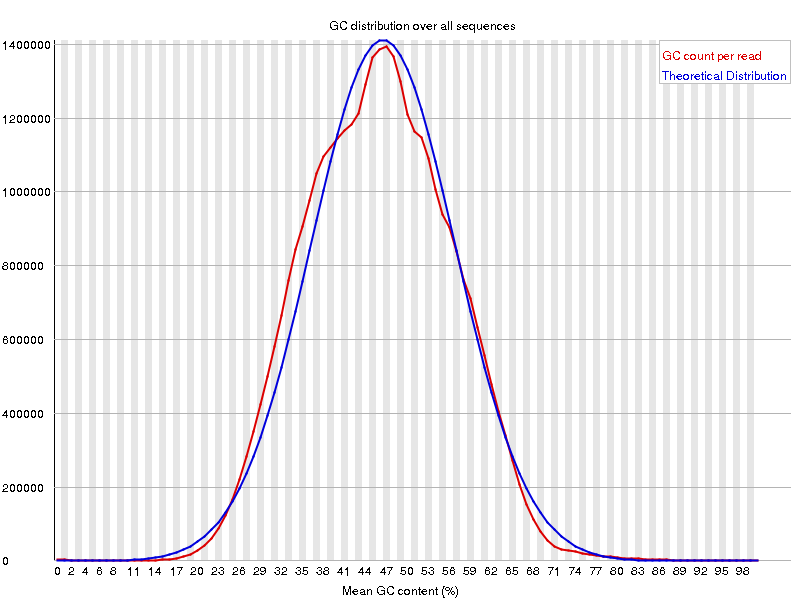 GC distribution over all sequences
GC count per read
Theoretical Distribution
1400000
1200000
1000000
800000
600000
400000
200000
0
0 2 4 6 8 11 14 17 20 23 26 29 32 35 38 41 44 47 50 53 56 59 62 65 68 71 74 77 80 83 86 89 92 95 98
Mean GC content (%)